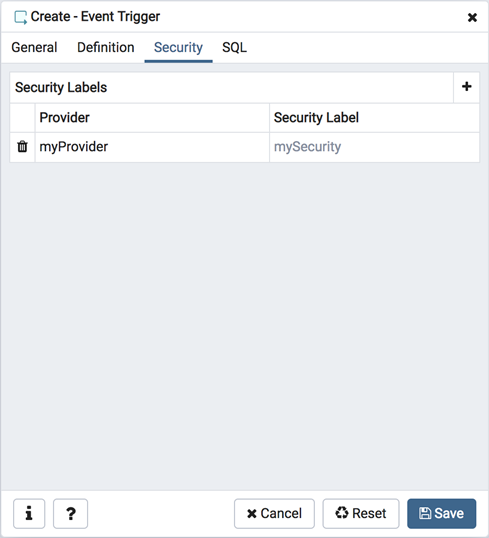 Create - Event Trigger
General Definition Security SQL
Security Labels
Provider Security Label
myProvider mySecurity
i ? Cancel Reset Save